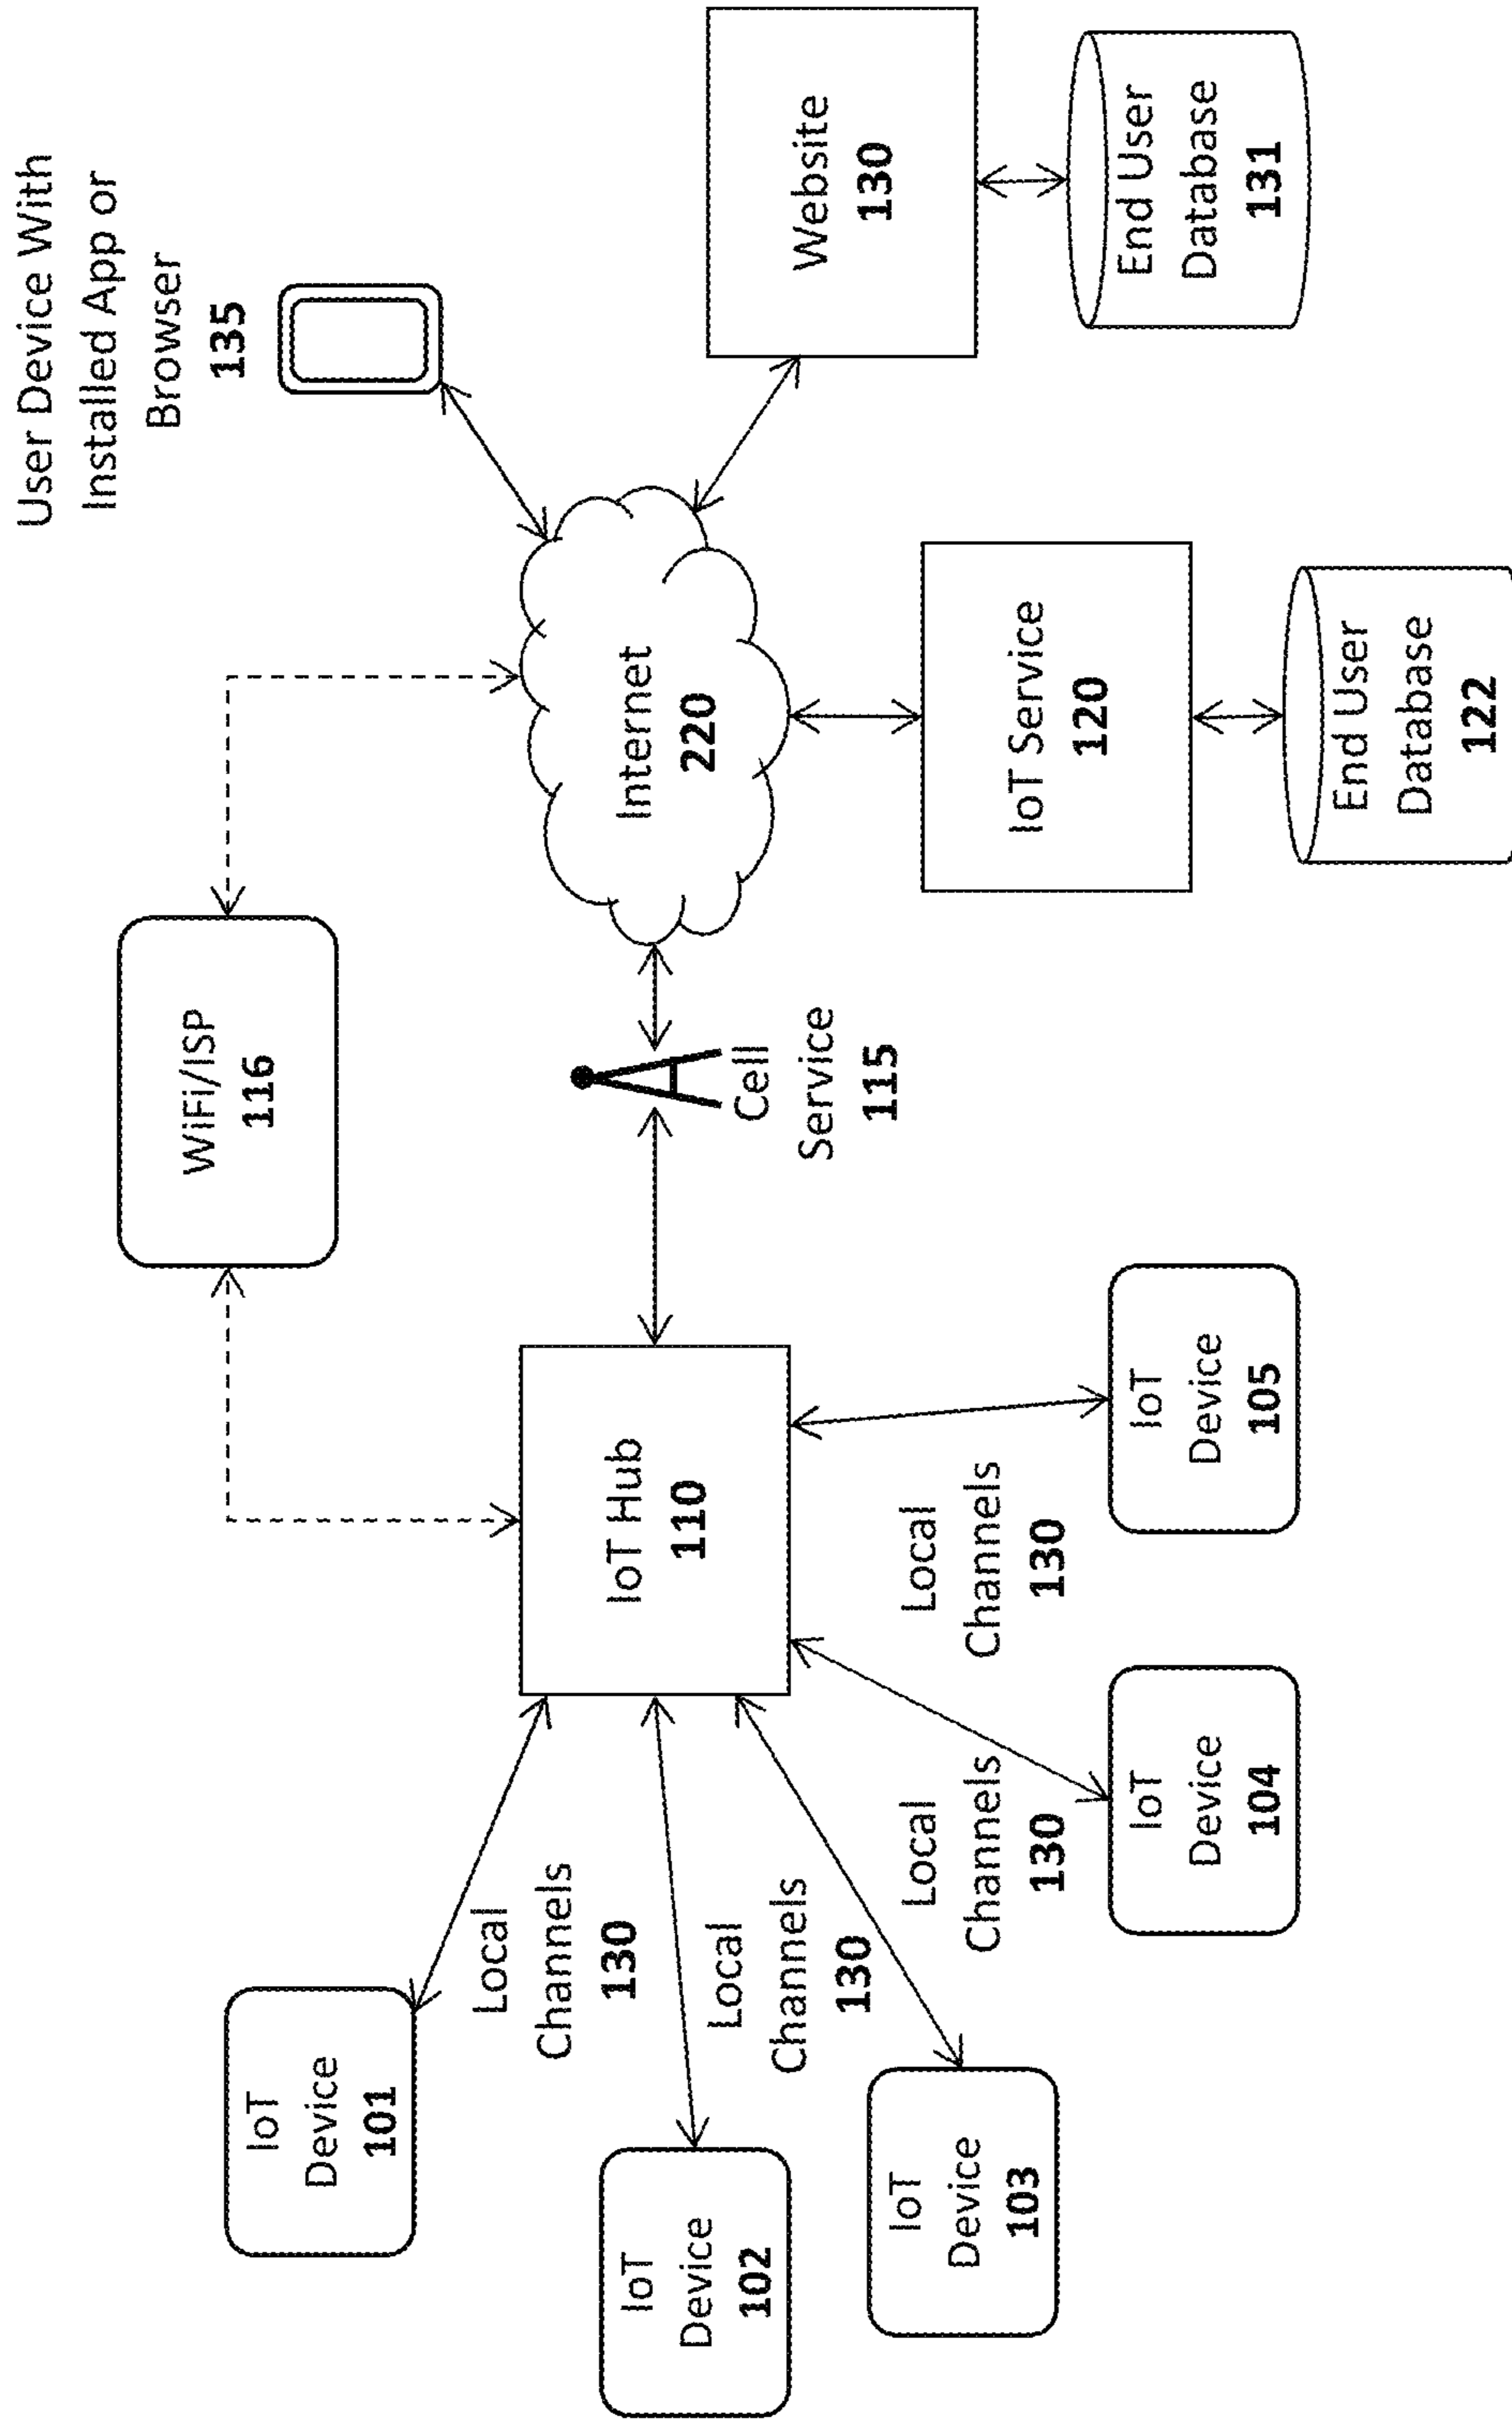 User Device With
Installed App or
Browser
135
WiFi/ISP
116
IoT
Device
101
Local
Channels
130
IoT
Device
102
Local
Channels
130
IoT
Device
103
IoT Hub
110
Cell
Service
115
Internet
220
Website
130
End User
Database
131
Local
Channels
130
IoT
Device
104
Local
Channels
130
IoT
Device
105
IoT Service
120
End User
Database
122